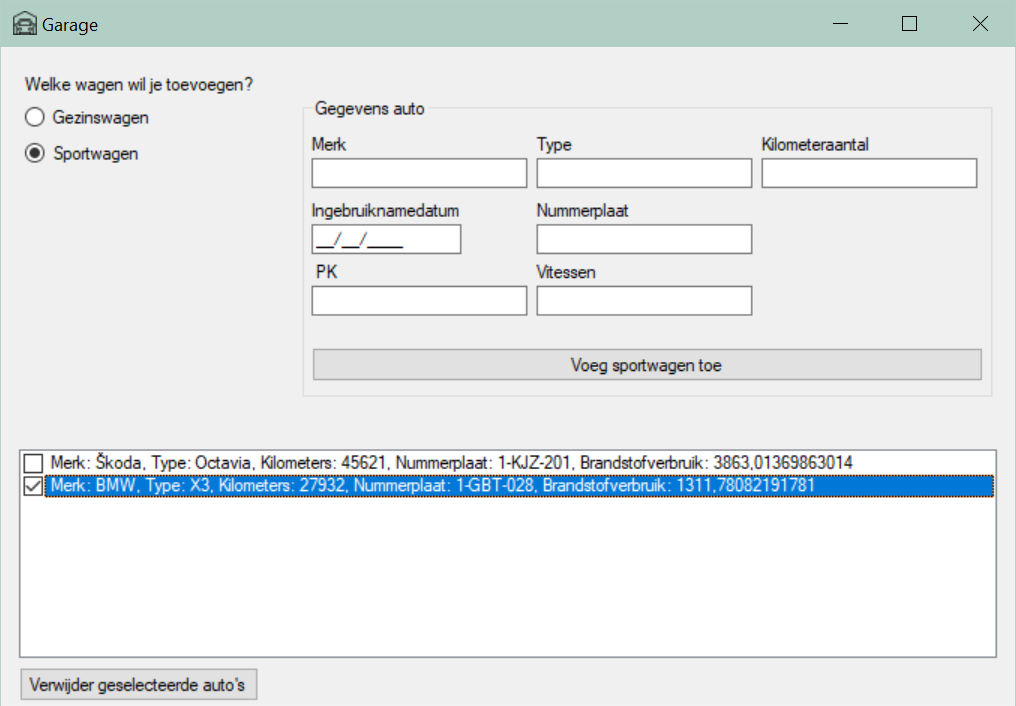 Garage
Welke wagen wil je toevoegen?
Gezinswagen
Sportwagen
Gegevens auto
Merk Type Kilometeraantal
Ingebruiknamedatum Nummerplaat
__/__/____
PK Vitessen
Voeg sportwagen toe
Merk: Škoda, Type: Octavia, Kilometers: 45621, Nummerplaat: 1-KJZ-201, Brandstofverbruik: 3863,01369863014
Merk: BMW, Type: X3, Kilometers: 27932, Nummerplaat: 1-GBT-028, Brandstofverbruik: 1311,78082191781
Verwijder geselecteerde auto's